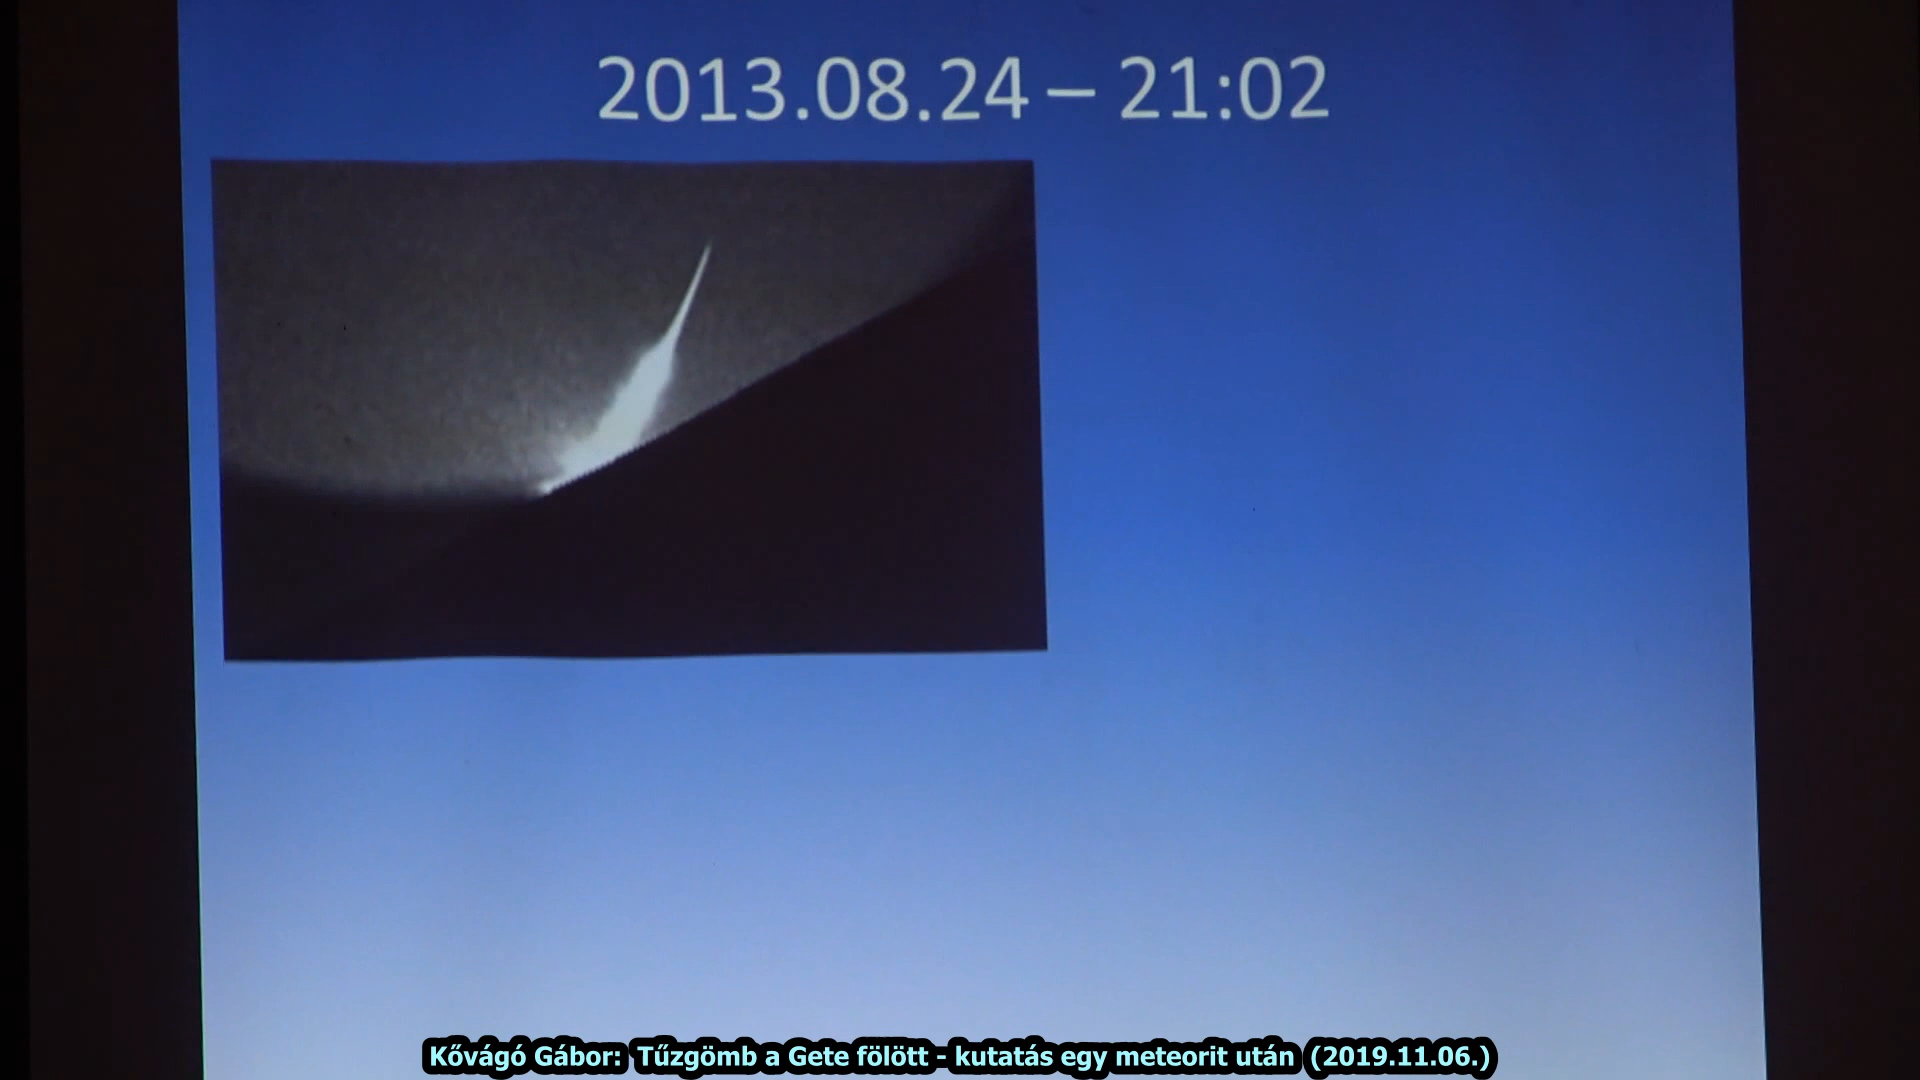 2013.08.24 – 21:02
Kővágó Gábor: Tűzgömb a Gete fölött - kutatás egy meteorit után (2019.11.06.)